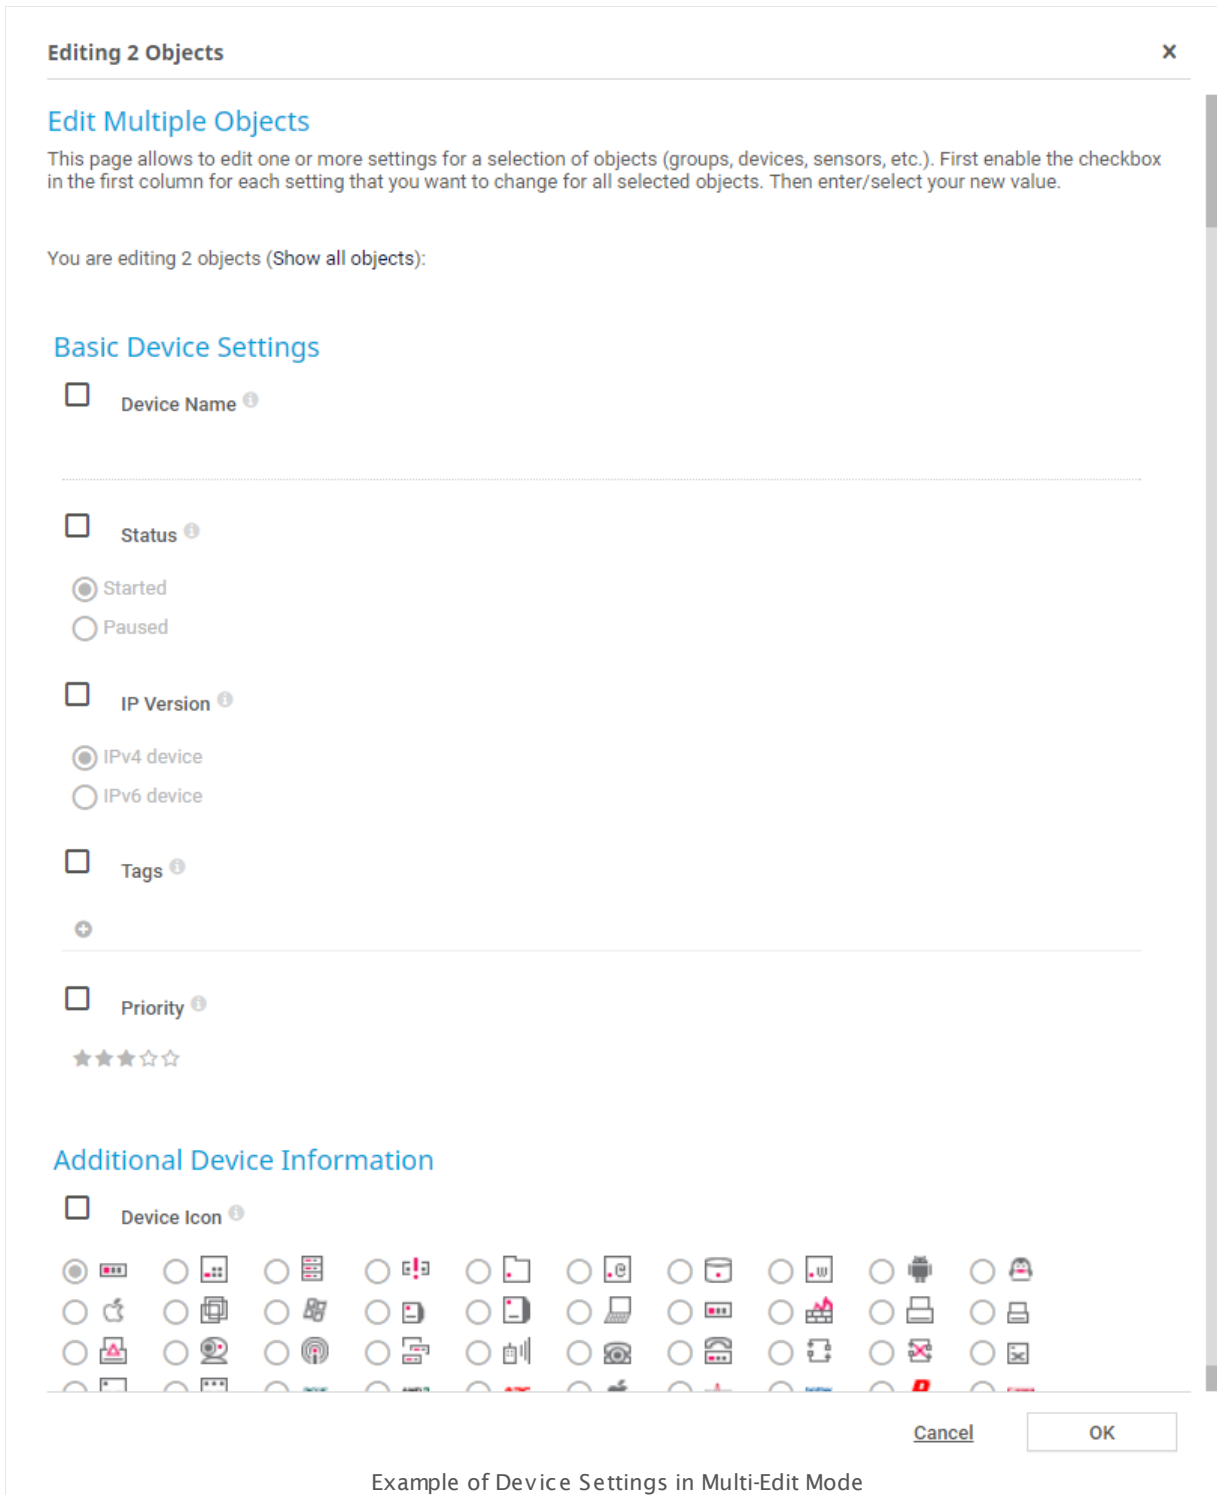 Editing 2 Objects
Edit Multiple Objects
This page allows to edit one or more settings for a selection of objects (groups, devices, sensors, etc.). First enable the checkbox
in the first column for each setting that you want to change for all selected objects. Then enter/select your new value.
You are editing 2 objects (Show all objects):
Basic Device Settings
Device Name
Status
Started
Paused
IP Version
IPv4 device
IPv6 device
Tags
Priority
Additional Device Information
Device Icon
Cancel
OK
Example of Device Settings in Multi-Edit Mode